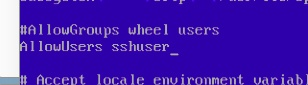 #AllowGroups wheel users
AllowUsers sshuser_
# Accept locale environment variabl